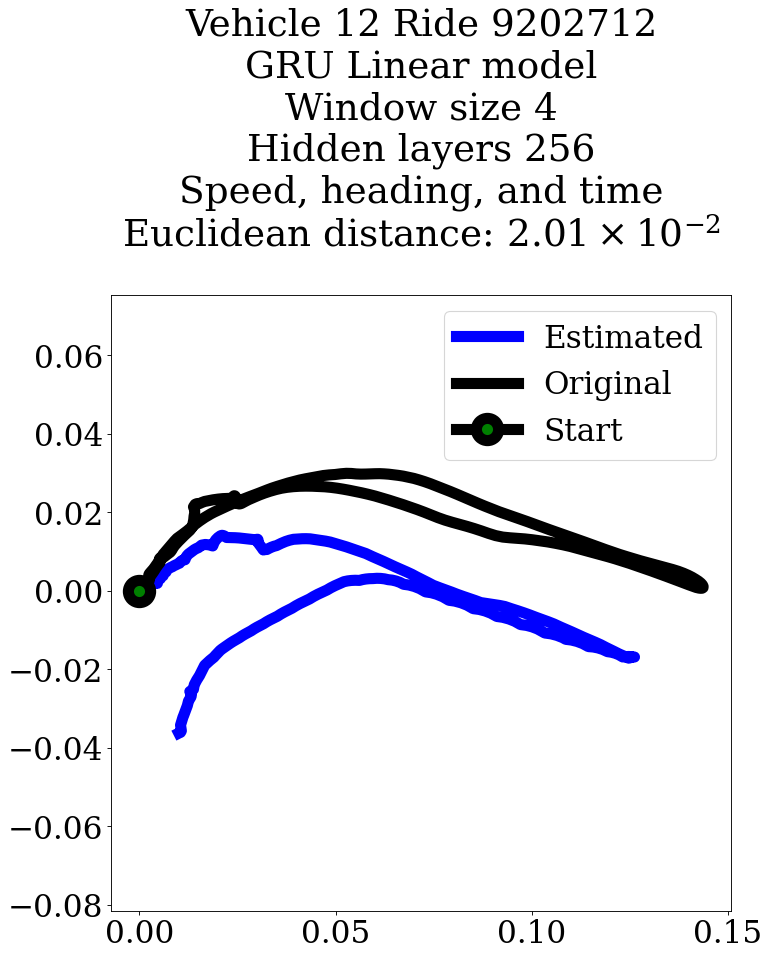 Vehicle 12 Ride 9202712
GRU Linear model
Window size 4
Hidden layers 256
Speed, heading, and time
Euclidean distance: 2.01 × 10⁻²
Estimated
Original
Start
0.06
0.04
0.02
0.00
−0.02
−0.04
−0.06
−0.08
0.00 0.05 0.10 0.15